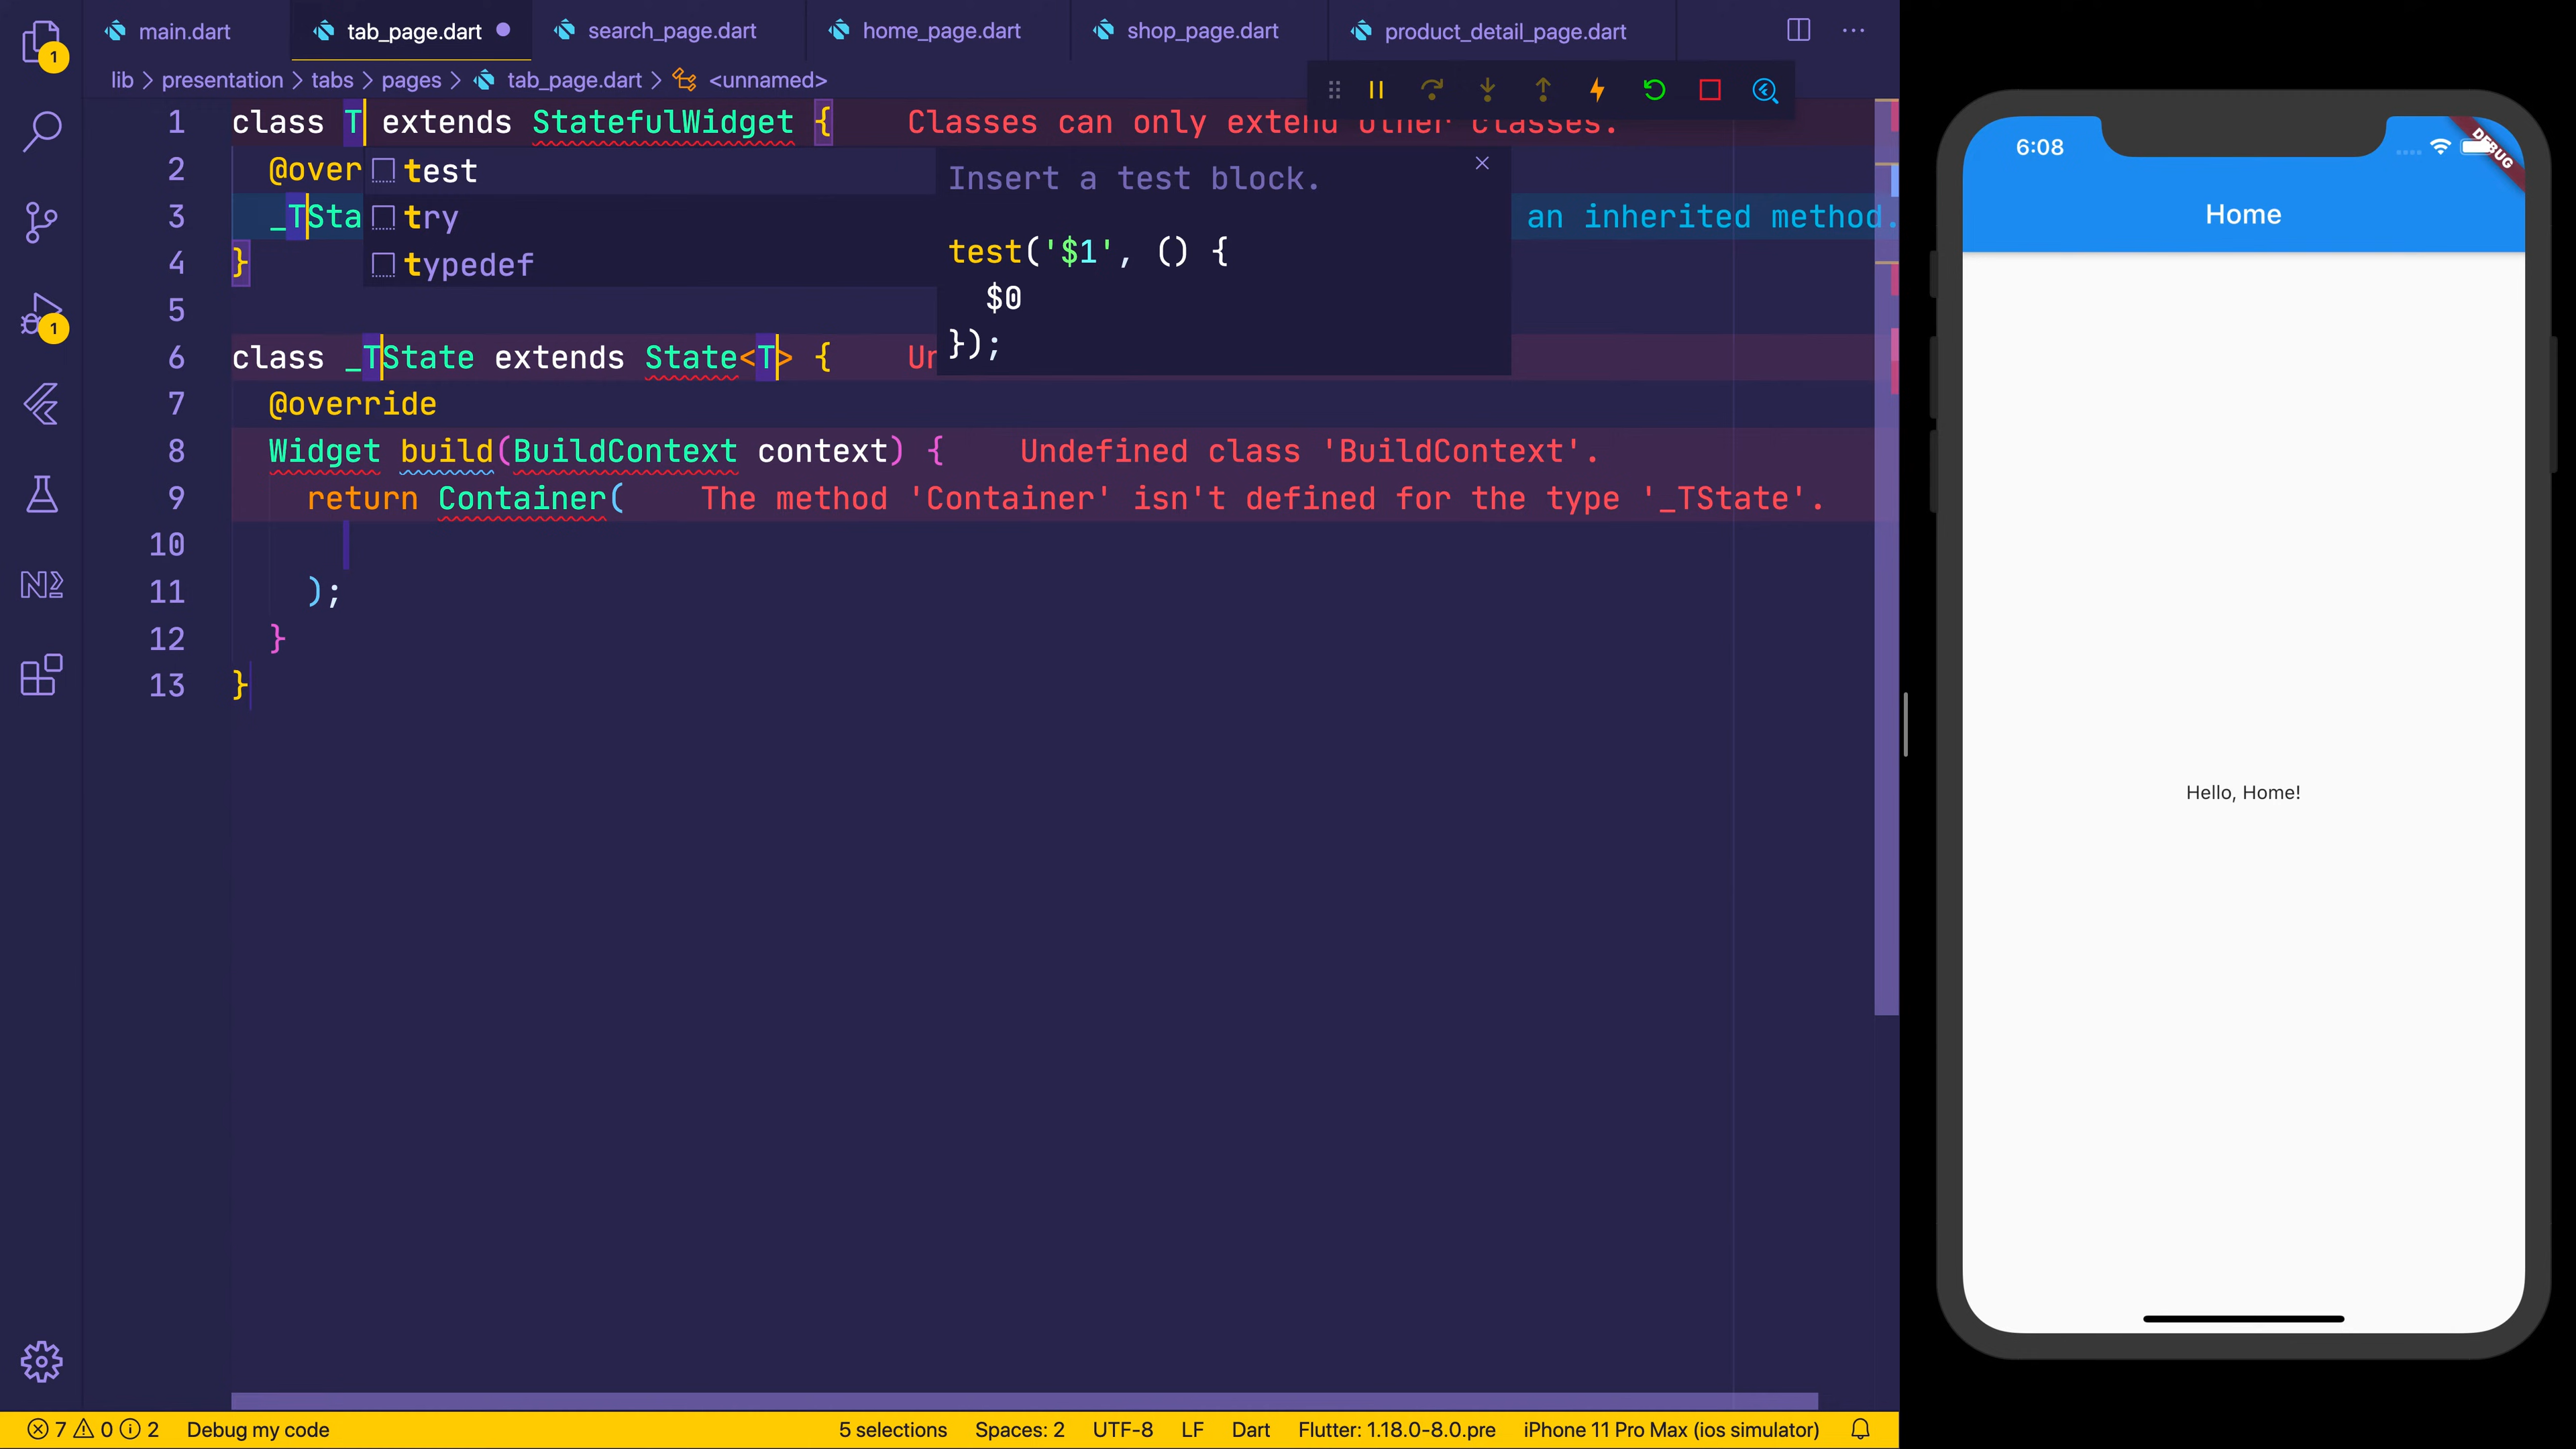 main.dart
tab_page.dart
search_page.dart
home_page.dart
shop_page.dart
product_detail_page.dart
lib > presentation > tabs > pages > tab_page.dart > <unnamed>
1 class T extends StatefulWidget { Classes can only extend other classes.
2 @over
3 _TSta an inherited method.
4 }
5
6 class _TState extends State<T> { Un
7 @override
8 Widget build(BuildContext context) { Undefined class 'BuildContext'.
9 return Container( The method 'Container' isn't defined for the type '_TState'.
10
11 );
12 }
13 }
test
try
typedef
Insert a test block.
test('$1', () {
$0
});
1
1
7 0 2 Debug my code
5 selections Spaces: 2 UTF-8 LF Dart Flutter: 1.18.0-8.0.pre iPhone 11 Pro Max (ios simulator)
6:08
DEBUG
Home
Hello, Home!